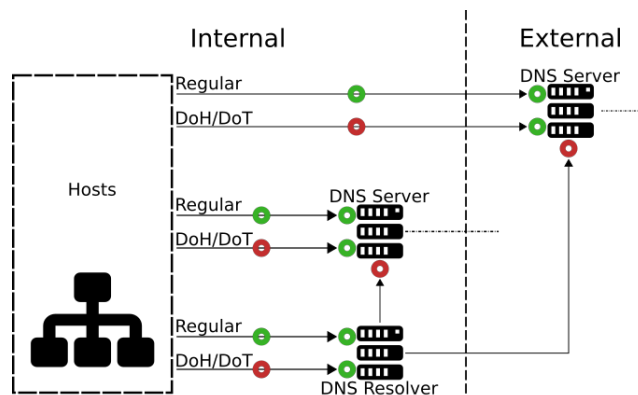 Internal
External
Regular
DNS Server
DoH/DoT
Hosts
DNS Server
Regular
DoH/DoT
Regular
DoH/DoT
DNS Resolver